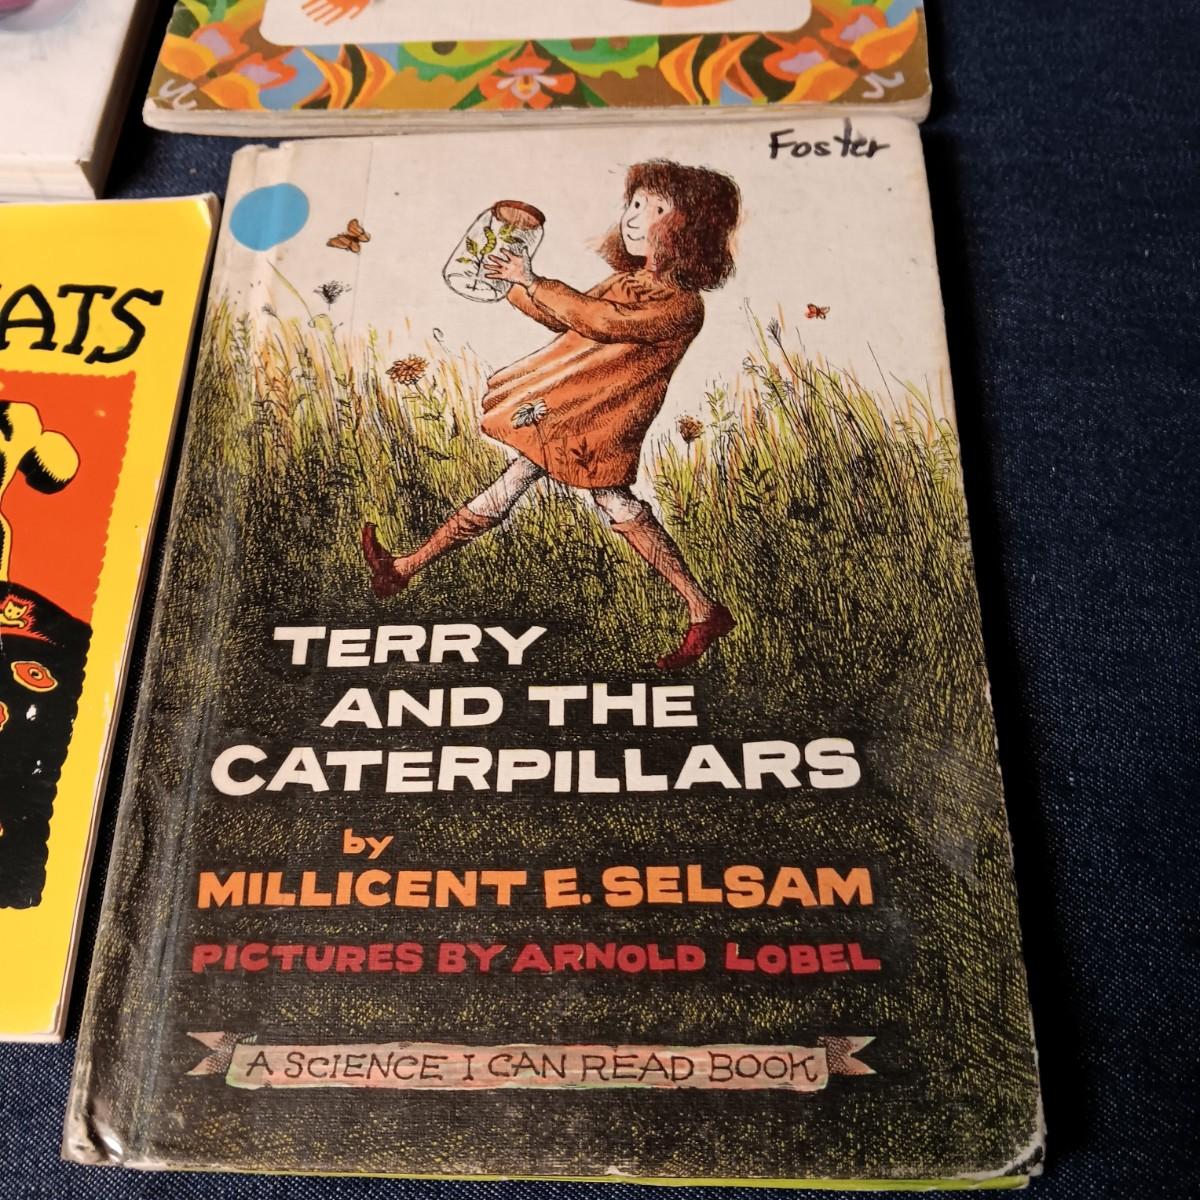 Foster
ATS
TERRY
AND THE
CATERPILLARS
by
MILLICENT E. SELSAM
PICTURES BY ARNOLD LOBEL
A SCIENCE I CAN READ BOOK